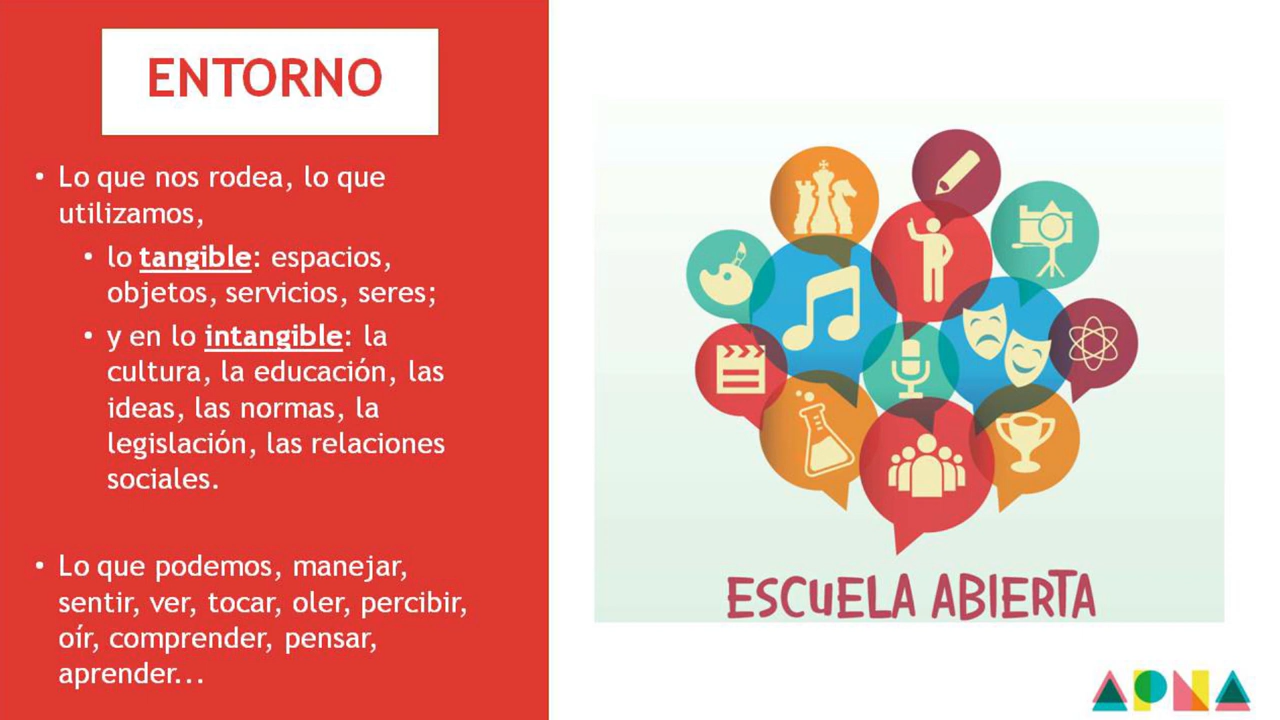 ENTORNO
• Lo que nos rodea, lo que
utilizamos,
• lo tangible: espacios,
objetos, servicios, seres;
• y en lo intangible: la
cultura, la educación, las
ideas, las normas, la
legislación, las relaciones
sociales.
• Lo que podemos, manejar,
sentir, ver, tocar, oler, percibir,
oír, comprender, pensar,
aprender...
ESCUELA ABIERTA
APNA